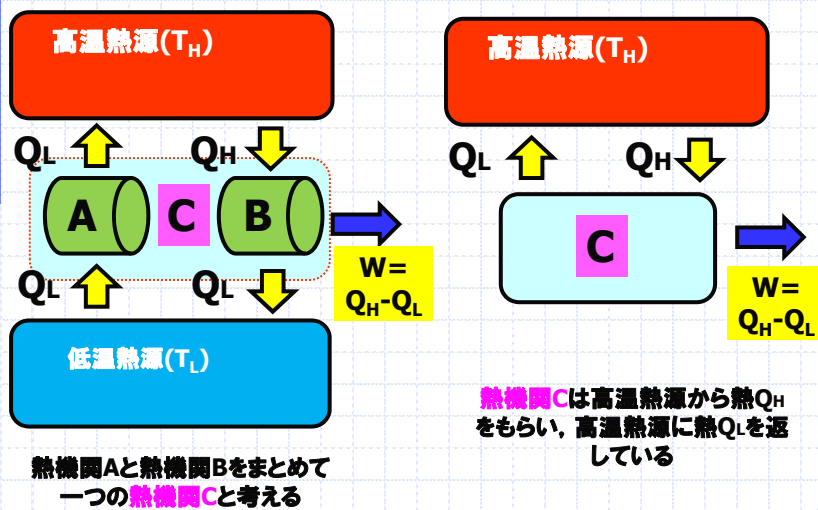 高温熱源(TH)
QL
QH
A
C
B
W=
QH-QL
QL
QL
低温熱源(TL)
熱機関Aと熱機関Bをまとめて
一つの熱機関Cと考える
高温熱源(TH)
QL
QH
C
W=
QH-QL
熱機関Cは高温熱源から熱QH
をもらい，高温熱源に熱QLを返
している